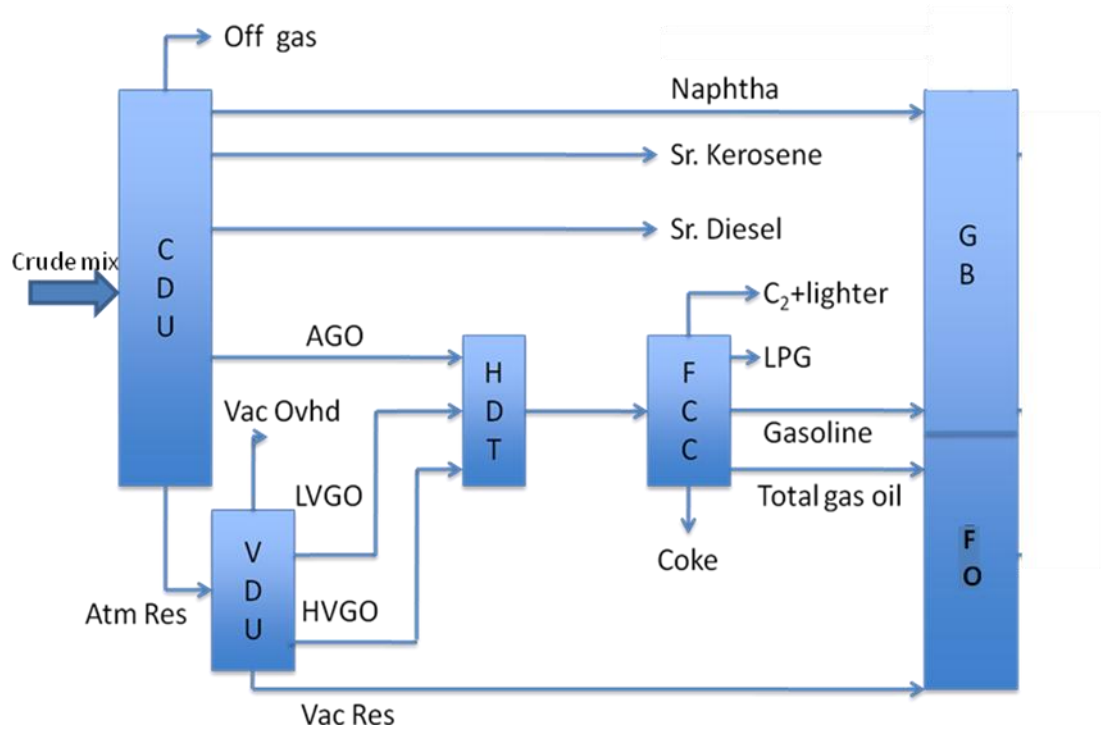 Off gas
Naphtha
Sr. Kerosene
Sr. Diesel
Crude mix
C
D
U
G
B
C₂+lighter
AGO
LPG
H
D
T
F
C
C
Vac Ovhd
Gasoline
LVGO
Total gas oil
V
D
U
F
O
Coke
Atm Res
HVGO
Vac Res